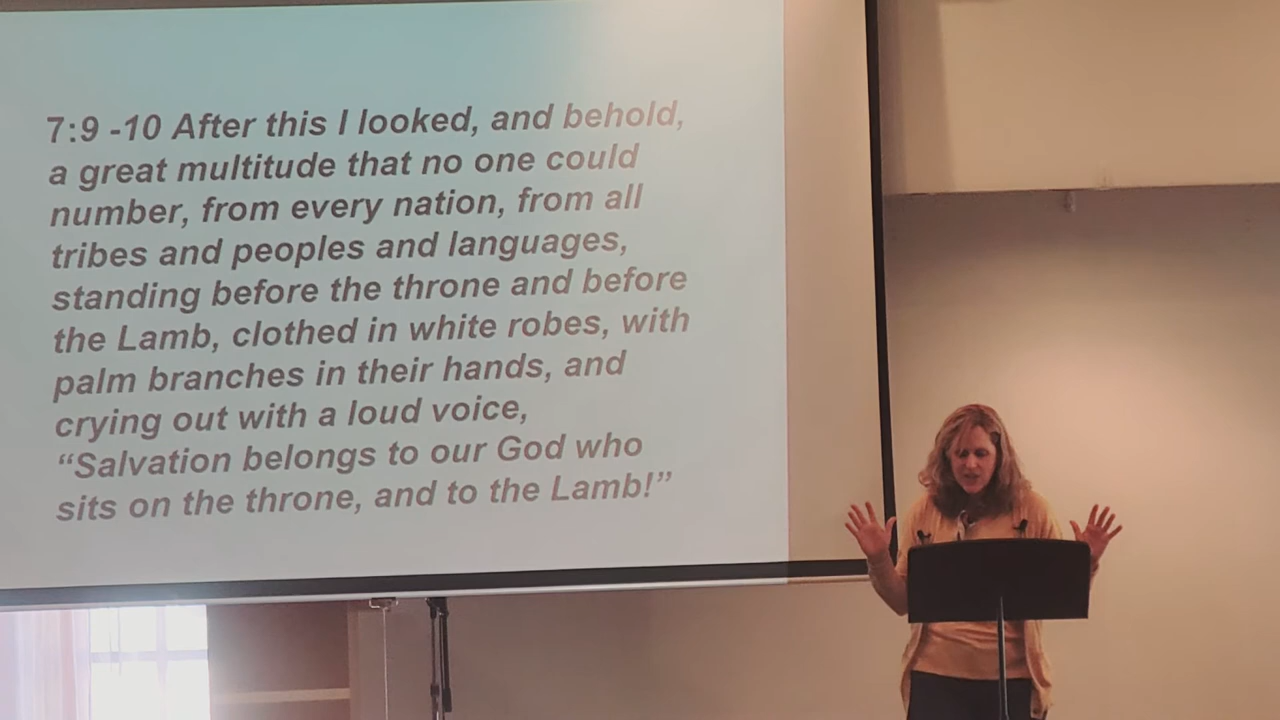 7:9 -10 After this I looked, and behold,
a great multitude that no one could
number, from every nation, from all
tribes and peoples and languages,
standing before the throne and before
the Lamb, clothed in white robes, with
palm branches in their hands, and
crying out with a loud voice,
“Salvation belongs to our God who
sits on the throne, and to the Lamb!”